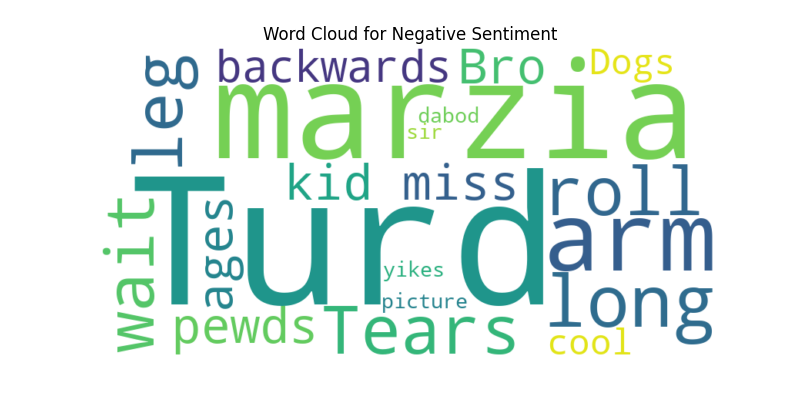 Word Cloud for Negative Sentiment
leg
backwards
Bro
Dogs
marzia
dabod
sir
kid
miss
roll
Turd
arm
wait
ages
yikes
picture
long
pewds
Tears
cool